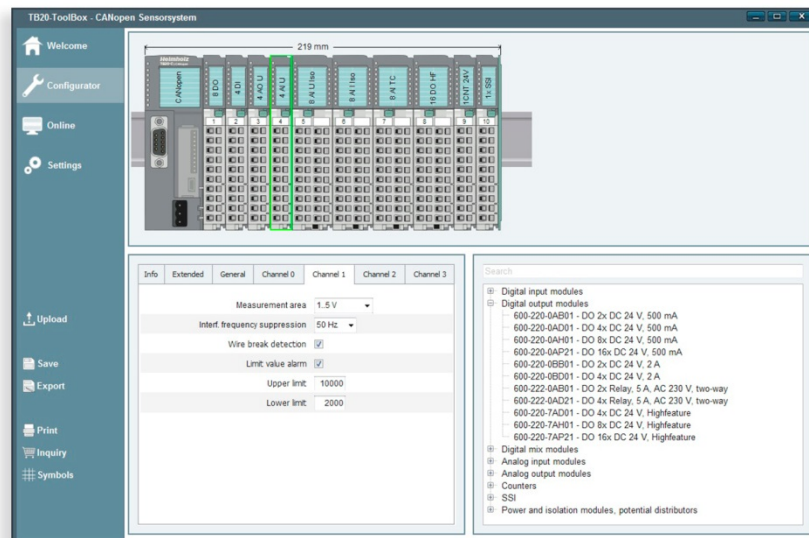 TB20-ToolBox - CANopen Sensorsystem
Welcome
Configurator
Online
Settings
Upload
Save
Export
Print
Inquiry
Symbols
219 mm
Helmholz
CANopen
8 DO
4 DI
4 AO U
4 AI U
8 AI U Iso
8 AI I Iso
8 AI TC
16 DO HF
1CNT 24V
1x SSI
1 2 3 4 5 6 7 8 9 10
Info Extended General Channel 0 Channel 1 Channel 2 Channel 3
Measurement area 1..5 V
Interf. frequency suppression 50 Hz
Wire break detection
Limit value alarm
Upper limit 10000
Lower limit 2000
Search
Digital input modules
Digital output modules
600-220-0AB01 - DO 2x DC 24 V, 500 mA
600-220-0AD01 - DO 4x DC 24 V, 500 mA
600-220-0AH01 - DO 8x DC 24 V, 500 mA
600-220-0AP21 - DO 16x DC 24 V, 500 mA
600-220-0BB01 - DO 2x DC 24 V, 2 A
600-220-0BD01 - DO 4x DC 24 V, 2 A
600-222-0AB01 - DO 2x Relay, 5 A, AC 230 V, two-way
600-222-0AD21 - DO 4x Relay, 5 A, AC 230 V, two-way
600-220-7AD01 - DO 4x DC 24 V, Highfeature
600-220-7AH01 - DO 8x DC 24 V, Highfeature
600-220-7AP21 - DO 16x DC 24 V, Highfeature
Digital mix modules
Analog input modules
Analog output modules
Counters
SSI
Power and isolation modules, potential distributors